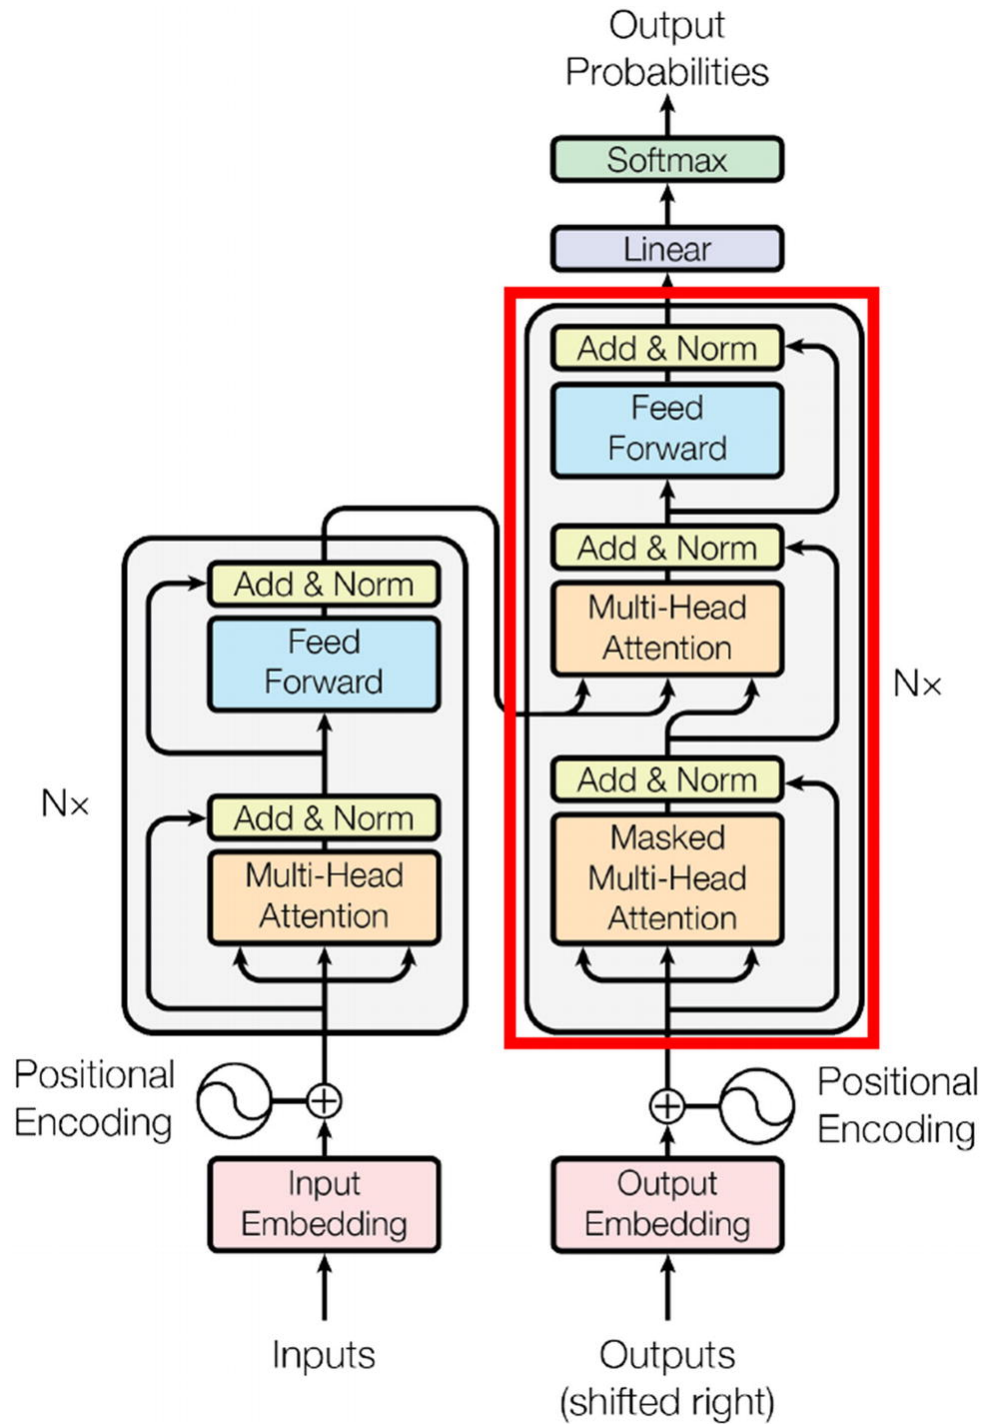 Output
Probabilities
Softmax
Linear
Add & Norm
Feed
Forward
Add & Norm
Multi-Head
Attention
N×
Add & Norm
Masked
Multi-Head
Attention
Add & Norm
Feed
Forward
N×
Add & Norm
Multi-Head
Attention
Positional
Encoding
Positional
Encoding
Input
Embedding
Output
Embedding
Inputs
Outputs
(shifted right)